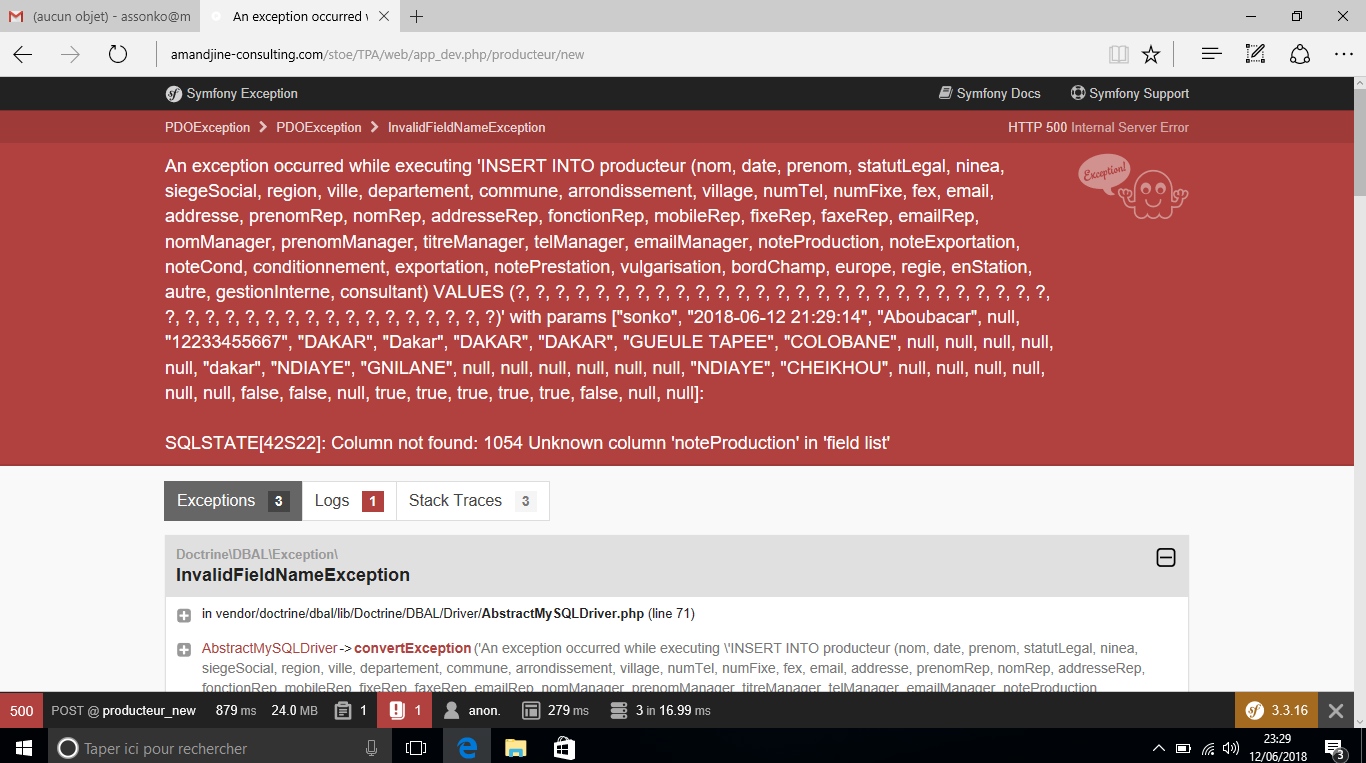 (aucun objet) - assonko@m
An exception occurred w
amandjine-consulting.com/stoe/TPA/web/app_dev.php/producteur/new
Symfony Exception
Symfony Docs
Symfony Support
PDOException > PDOException > InvalidFieldNameException
HTTP 500 Internal Server Error
An exception occurred while executing 'INSERT INTO producteur (nom, date, prenom, statutLegal, ninea,
siegeSocial, region, ville, departement, commune, arrondissement, village, numTel, numFixe, fex, email,
addresse, prenomRep, nomRep, addresseRep, fonctionRep, mobileRep, fixeRep, faxeRep, emailRep,
nomManager, prenomManager, titreManager, telManager, emailManager, noteProduction, noteExportation,
noteCond, conditionnement, exportation, notePrestation, vulgarisation, bordChamp, europe, regie, enStation,
autre, gestionInterne, consultant) VALUES (?, ?, ?, ?, ?, ?, ?, ?, ?, ?, ?, ?, ?, ?, ?, ?, ?, ?, ?, ?, ?, ?, ?, ?, ?, ?, ?,
?, ?, ?, ?, ?, ?, ?, ?, ?, ?, ?, ?, ?, ?, ?, ?, ?)' with params ["sonko", "2018-06-12 21:29:14", "Aboubacar", null,
"12233455667", "DAKAR", "Dakar", "DAKAR", "DAKAR", "GUEULE TAPEE", "COLOBANE", null, null, null, null,
null, "dakar", "NDIAYE", "GNILANE", null, null, null, null, null, null, "NDIAYE", "CHEIKHOU", null, null, null, null,
null, null, false, false, null, true, true, true, true, true, false, null, null]:
Exception!
SQLSTATE[42S22]: Column not found: 1054 Unknown column 'noteProduction' in 'field list'
Exceptions 3
Logs 1
Stack Traces 3
Doctrine\DBAL\Exception\
InvalidFieldNameException
in vendor/doctrine/dbal/lib/Doctrine/DBAL/Driver/AbstractMySQLDriver.php (line 71)
AbstractMySQLDriver->convertException('An exception occurred while executing \'INSERT INTO producteur (nom, date, prenom, statutLegal, ninea,
siegeSocial, region, ville, departement, commune, arrondissement, village, numTel, numFixe, fex, email, addresse, prenomRep, nomRep, addresseRep,
fonctionRep, mobileRep, fixeRep, faxeRep, emailRep, nomManager, prenomManager, titreManager, telManager, emailManager, noteProduction,
500 POST @ producteur_new 879 ms 24.0 MB 1 1 anon. 279 ms 3 in 16.99 ms
3.3.16
Taper ici pour rechercher
23:29
12/06/2018
3